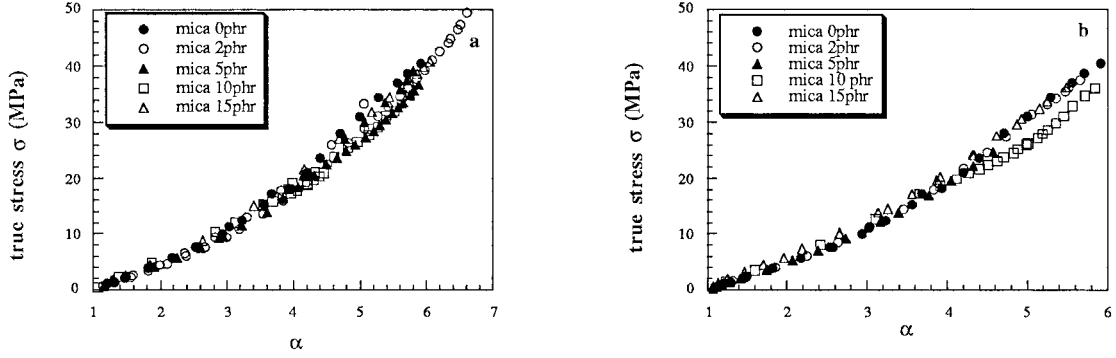 50
40
30
20
10
0
true stress σ (MPa)
mica 0phr
mica 2phr
mica 5phr
mica 10phr
mica 15phr
a
1 2 3 4 5 6 7
α
50
40
30
20
10
0
true stress σ (MPa)
mica 0phr
mica 2phr
mica 5phr
mica 10 phr
mica 15phr
b
1 2 3 4 5 6
α